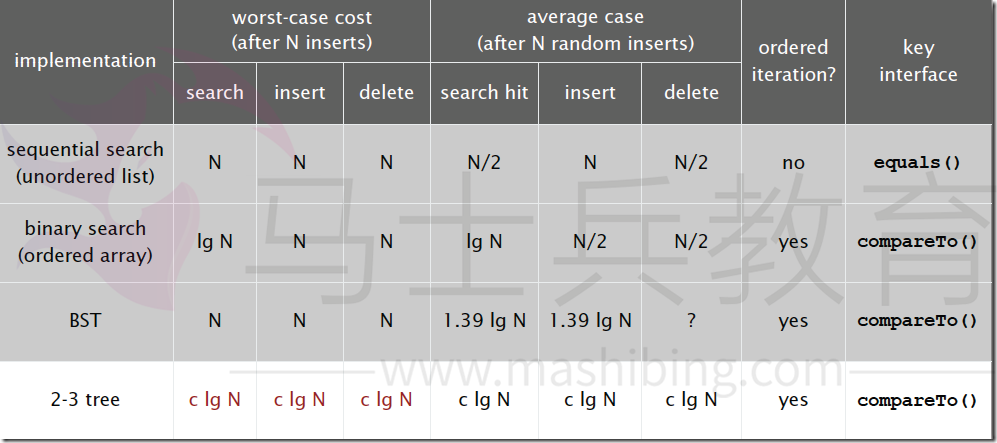 implementation worst-case cost (after N inserts) average case (after N random inserts) ordered iteration? key interface
search insert delete search hit insert delete
sequential search (unordered list) N N N N/2 N N/2 no equals()
binary search (ordered array) lg N N N lg N N/2 N/2 yes compareTo()
BST N N N 1.39 lg N 1.39 lg N ? yes compareTo()
2-3 tree c lg N c lg N c lg N c lg N c lg N c lg N yes compareTo()
马士兵教育
www.mashibing.com